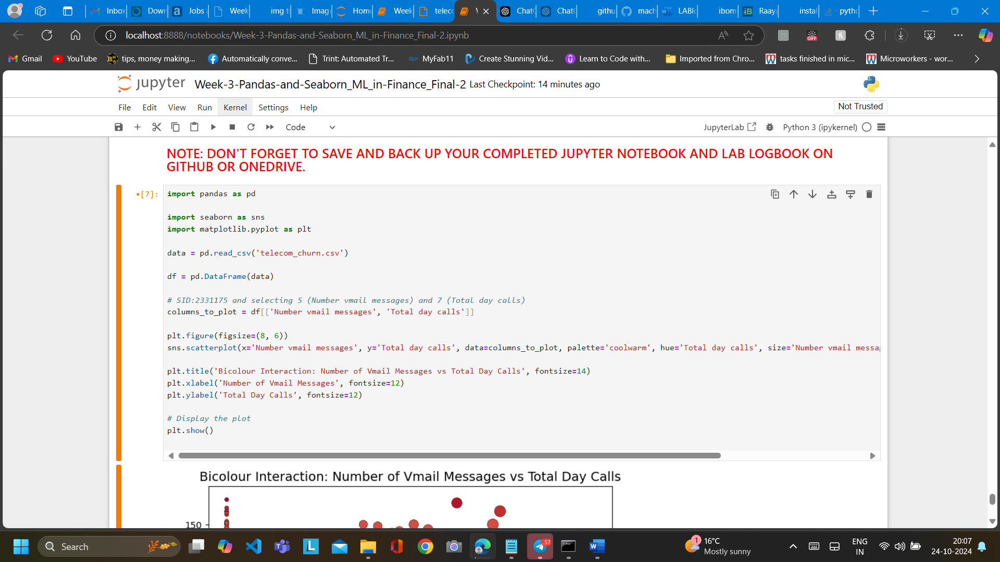 Inbox
Down
Jobs
Week
img t
Imag
Home
Week
teleco
ChatG
Chat
githu
mach
LABlo
ibom
Raay
instal
pytho
localhost:8888/notebooks/Week-3-Pandas-and-Seaborn_ML_in-Finance_Final-2.ipynb
OFF
Gmail
YouTube
tips, money making...
Automatically conve...
Trint: Automated Tr...
MyFab11
Create Stunning Vid...
Learn to Code with...
Imported from Chro...
tasks finished in mic...
Microworkers - wor...
jupyter Week-3-Pandas-and-Seaborn_ML_in-Finance_Final-2 Last Checkpoint: 14 minutes ago
File Edit View Run Kernel Settings Help
Not Trusted
Code
JupyterLab
Python 3 (ipykernel)
NOTE: DON'T FORGET TO SAVE AND BACK UP YOUR COMPLETED JUPYTER NOTEBOOK AND LAB LOGBOOK ON
GITHUB OR ONEDRIVE.
•[7]:
import pandas as pd
import seaborn as sns
import matplotlib.pyplot as plt
data = pd.read_csv('telecom_churn.csv')
df = pd.DataFrame(data)
# SID:2331175 and selecting 5 (Number vmail messages) and 7 (Total day calls)
columns_to_plot = df[['Number vmail messages', 'Total day calls']]
plt.figure(figsize=(8, 6))
sns.scatterplot(x='Number vmail messages', y='Total day calls', data=columns_to_plot, palette='coolwarm', hue='Total day calls', size='Number vmail messag
plt.title('Bicolour Interaction: Number of Vmail Messages vs Total Day Calls', fontsize=14)
plt.xlabel('Number of Vmail Messages', fontsize=12)
plt.ylabel('Total Day Calls', fontsize=12)
# Display the plot
plt.show()
Bicolour Interaction: Number of Vmail Messages vs Total Day Calls
150
Search
..57
1
16°C
Mostly sunny
ENG
IN
20:07
24-10-2024